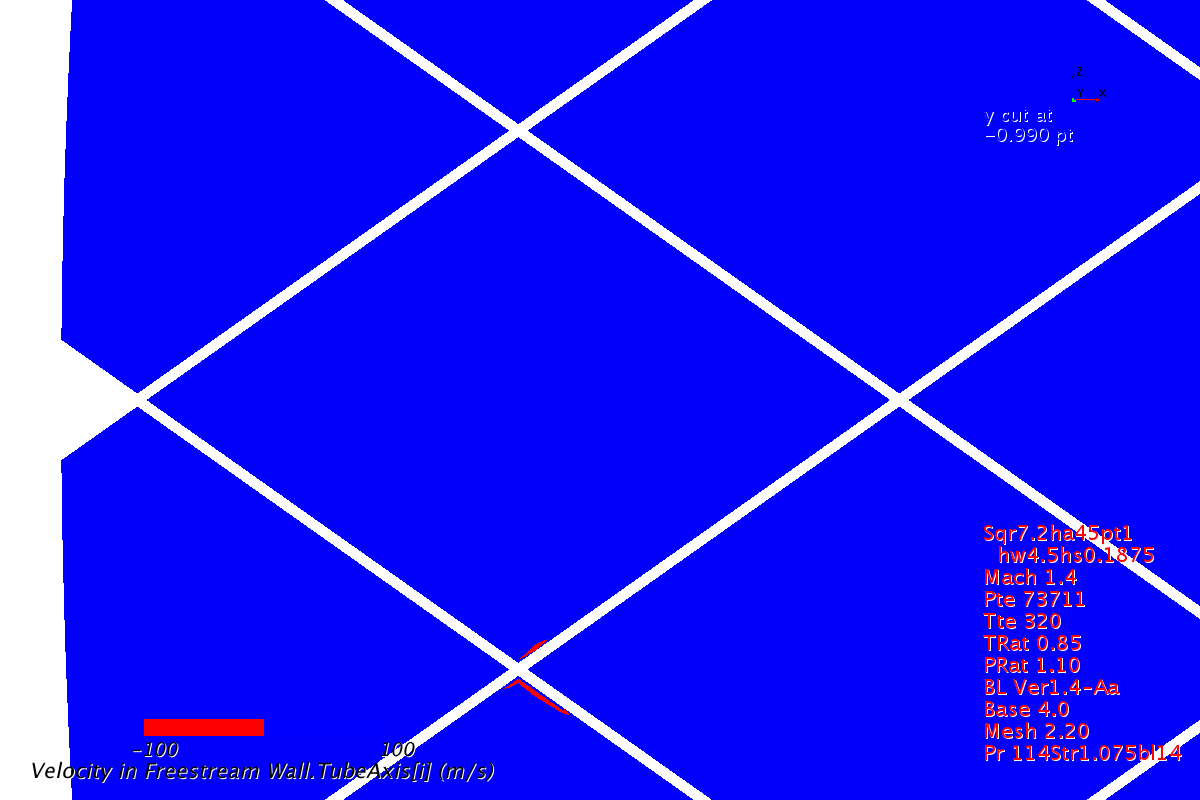 Z
Y X
y cut at
−0.990 pt
Sqr7.2ha45pt1
hw4.5hs0.1875
Mach 1.4
Pte 73711
Tte 320
TRat 0.85
PRat 1.10
BL Ver1.4−Aa
Base 4.0
Mesh 2.20
Pr 114Str1.075bl14
−100 100
Velocity in Freestream Wall.TubeAxis[i] (m/s)